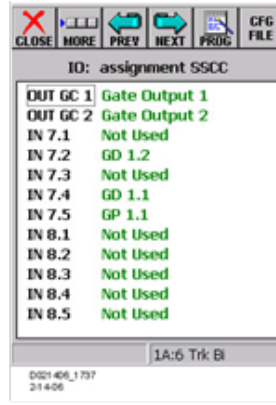 CLOSE MORE PREV NEXT PROG CFG FILE
IO: assignment SSCC
OUT GC 1 Gate Output 1
OUT GC 2 Gate Output 2
IN 7.1 Not Used
IN 7.2 GD 1.2
IN 7.3 Not Used
IN 7.4 GD 1.1
IN 7.5 GP 1.1
IN 8.1 Not Used
IN 8.2 Not Used
IN 8.3 Not Used
IN 8.4 Not Used
IN 8.5 Not Used
1A:6 Trk Bi
D021406_1737
2-14-06